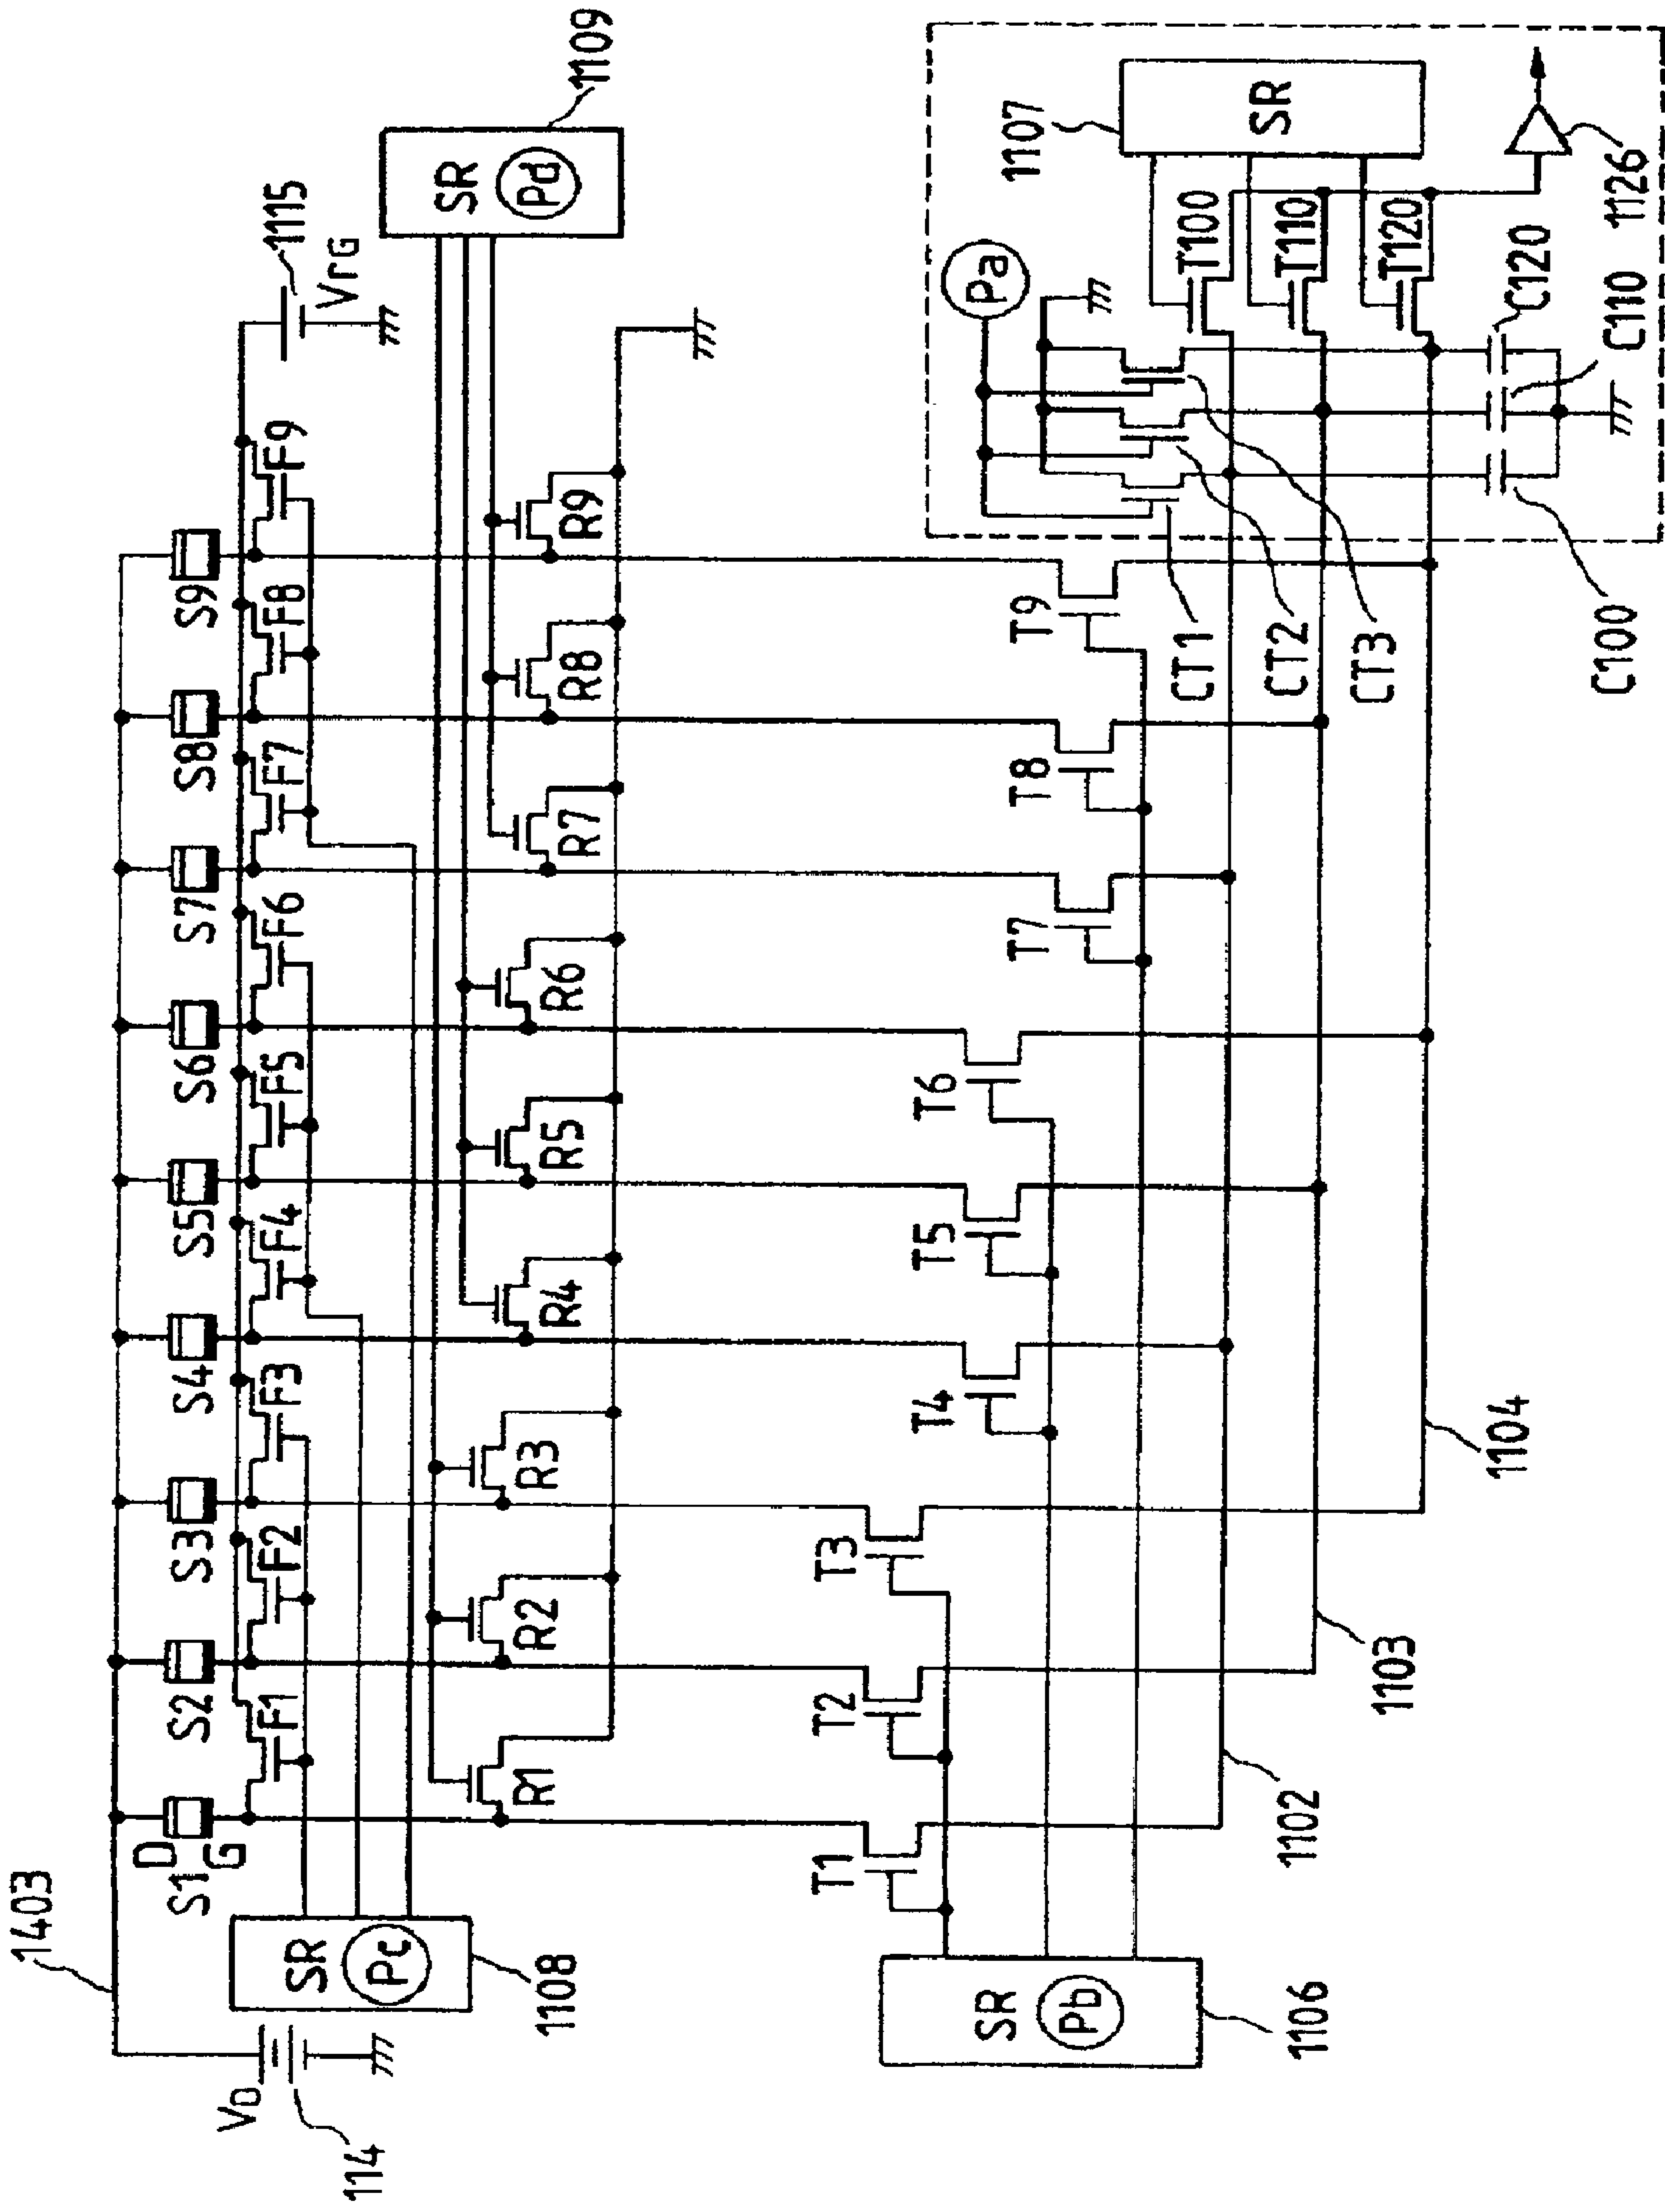 1403
VD
114
D
G
S1
S2
S3
S4
S5
S6
S7
S8
S9
F1
F2
F3
F4
F5
F6
F7
F8
F9
1115
VrG
SR
Pc
1108
SR
Pd
1109
R1
R2
R3
R4
R5
R6
R7
R8
R9
T1
T2
T3
T4
T5
T6
T7
T8
T9
SR
Pb
1106
1102
1103
1104
Pa
CT1
CT2
CT3
T100
T110
T120
1107
SR
C100
C110
C120
1126